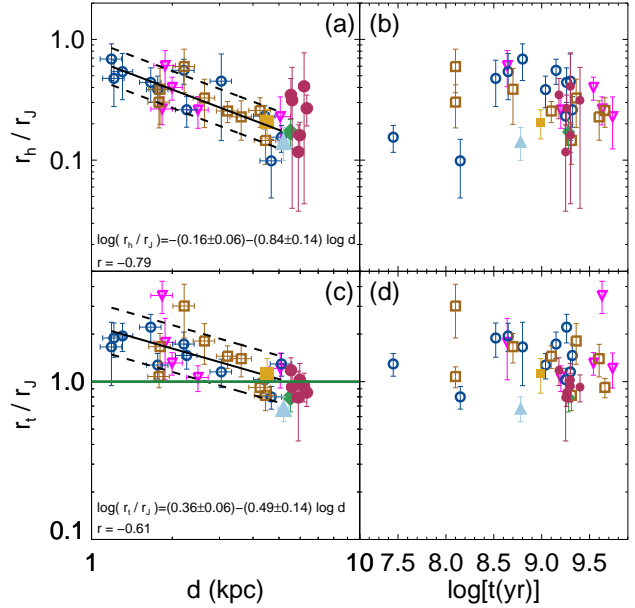 (a) (b)
1.0
r_h / r_J
0.1
log( r_h / r_J)=−(0.16±0.06)−(0.84±0.14) log d
r = −0.79
(c) (d)
1.0
r_t / r_J
log( r_t / r_J)=(0.36±0.06)−(0.49±0.14) log d
r = −0.61
0.1
1 10 7.5 8.0 8.5 9.0 9.5
d (kpc) log[t(yr)]